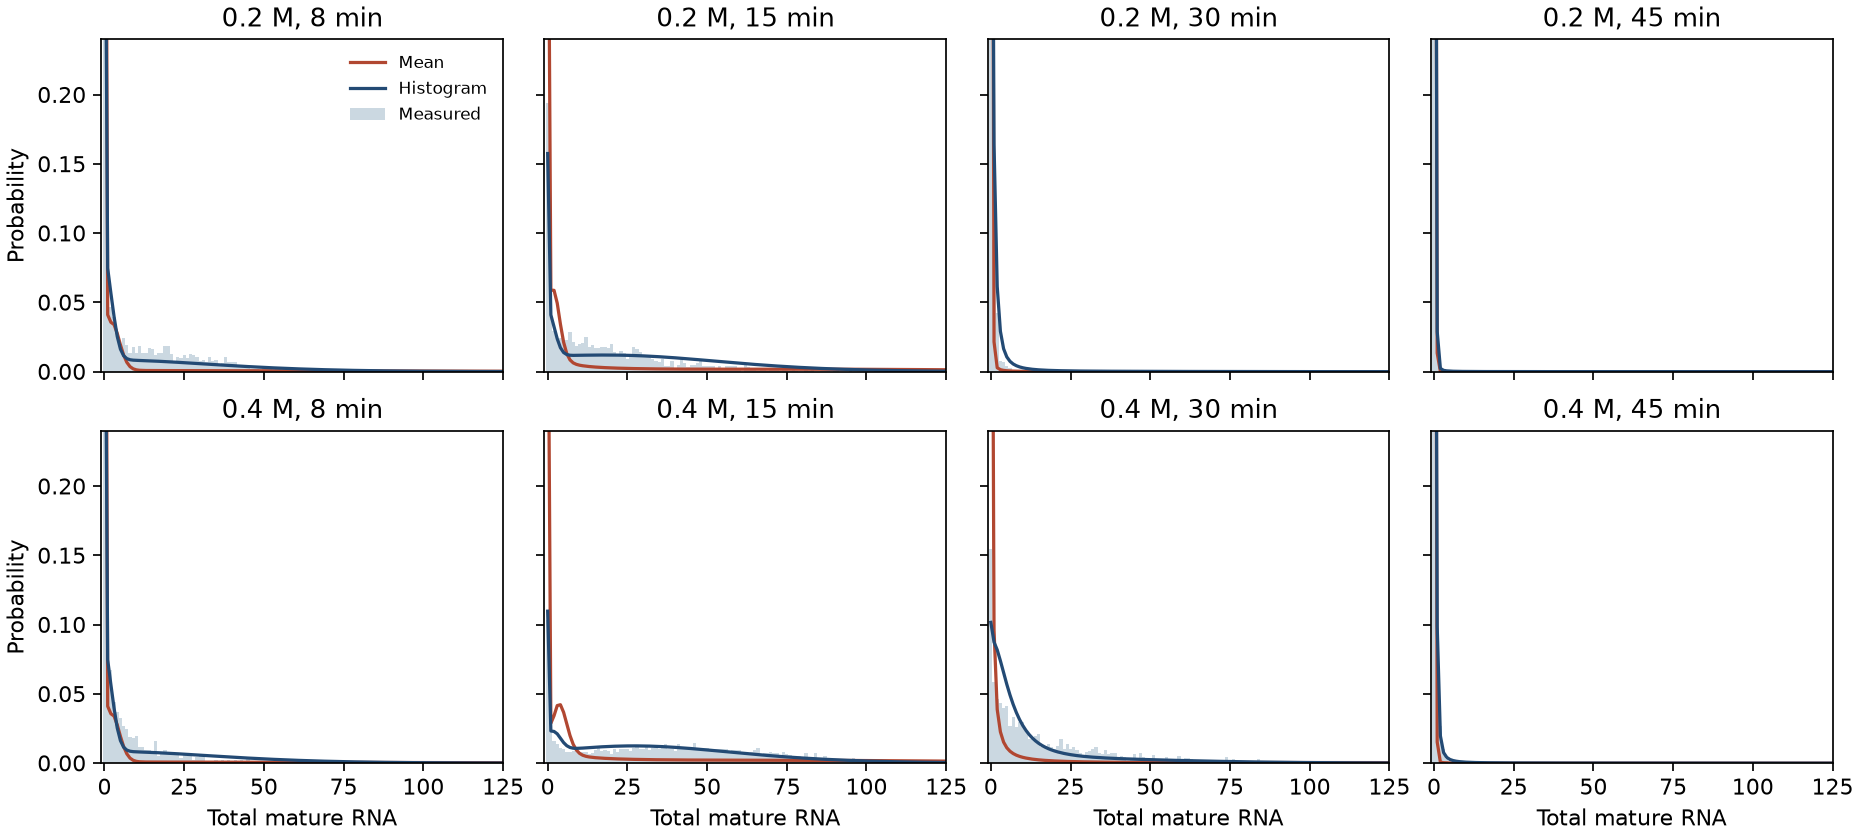 0.2 M, 8 min
0.2 M, 15 min
0.2 M, 30 min
0.2 M, 45 min
Mean
Histogram
Measured
Probability
0.20
0.15
0.10
0.05
0.00
0 25 50 75 100 125
0 25 50 75 100 125
0 25 50 75 100 125
0 25 50 75 100 125
0.4 M, 8 min
0.4 M, 15 min
0.4 M, 30 min
0.4 M, 45 min
Probability
0.20
0.15
0.10
0.05
0.00
Total mature RNA
Total mature RNA
Total mature RNA
Total mature RNA